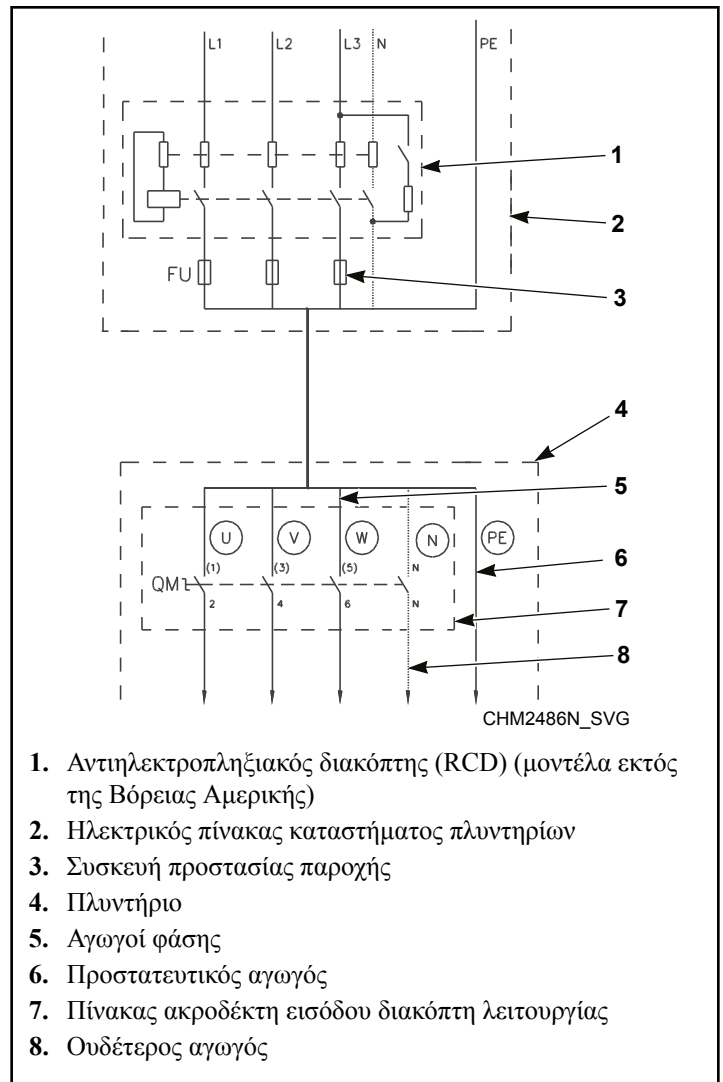 L1 L2 L3 N PE
1
2
FU
3
4
5
U V W N PE
(1) (3) (5) N
QM
6
2 4 6 N
7
8
CHM2486N_SVG
1. Αντιηλεκτροπληξιακός διακόπτης (RCD) (μοντέλα εκτός
της Βόρειας Αμερικής)
2. Ηλεκτρικός πίνακας καταστήματος πλυντηρίων
3. Συσκευή προστασίας παροχής
4. Πλυντήριο
5. Αγωγοί φάσης
6. Προστατευτικός αγωγός
7. Πίνακας ακροδέκτη εισόδου διακόπτη λειτουργίας
8. Ουδέτερος αγωγός